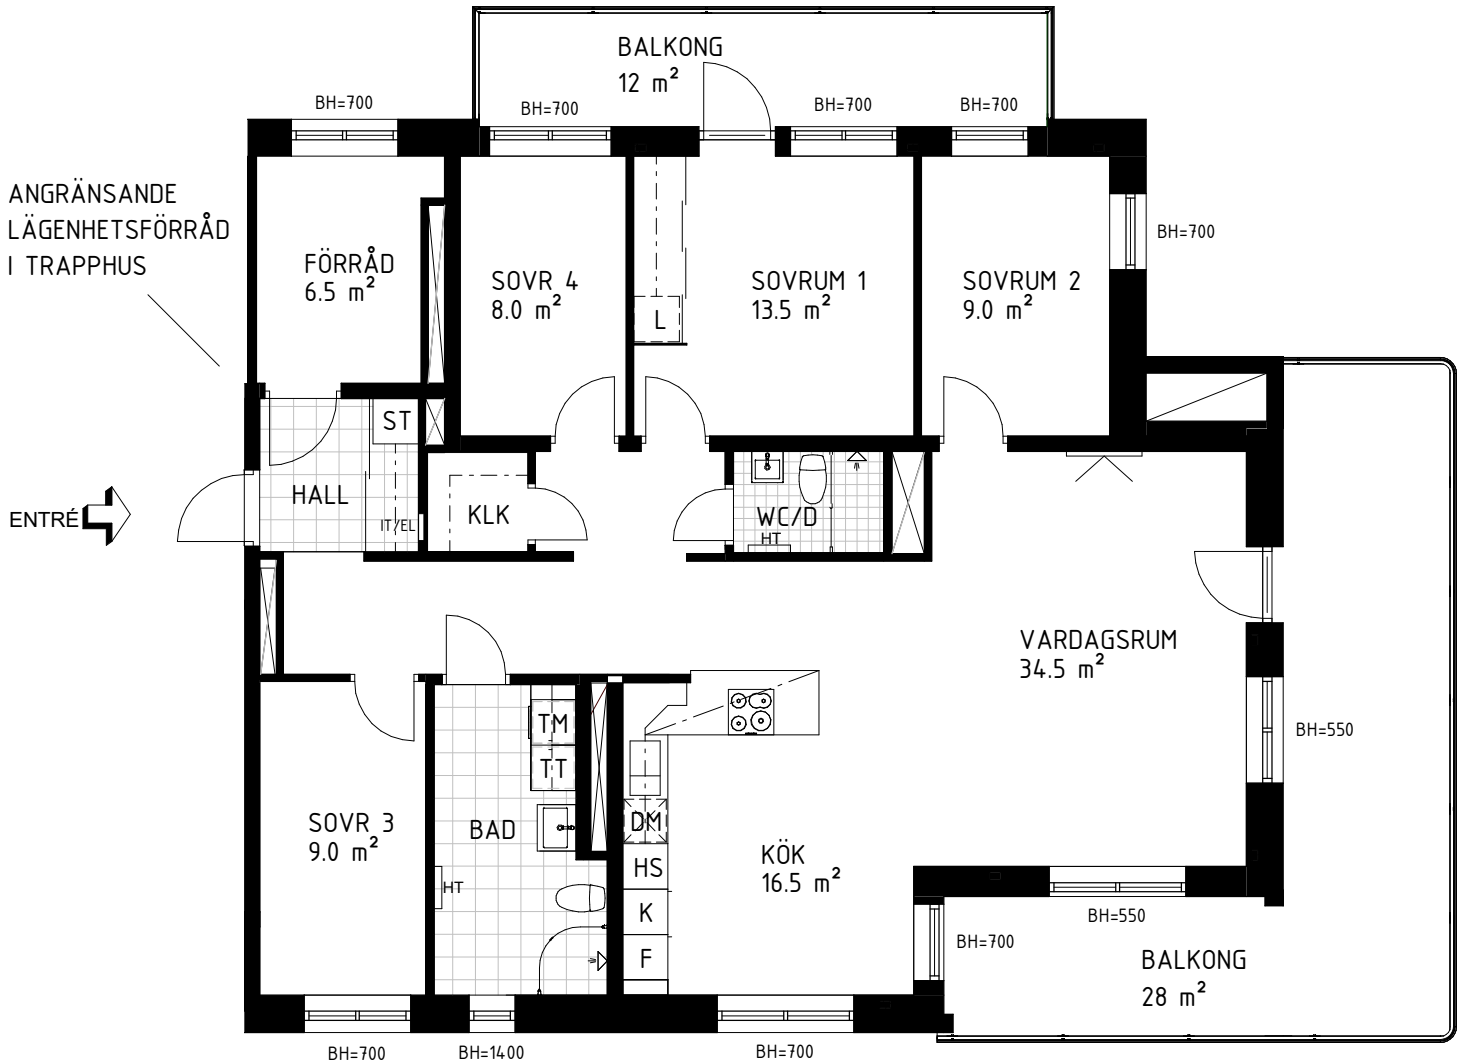 BALKONG
12 m²
BH=700
BH=700
BH=700
BH=700
ANGRÄNSANDE
LÄGENHETSFÖRRÅD
I TRAPPHUS
BH=700
FÖRRÅD
6.5 m²
SOVR 4
8.0 m²
SOVRUM 1
13.5 m²
SOVRUM 2
9.0 m²
L
ST
HALL
ENTRÉ
IT/EL
KLK
WC/D
HT
VARDAGSRUM
34.5 m²
BH=550
TM
TT
SOVR 3
9.0 m²
BAD
DM
KÖK
16.5 m²
HS
HT
K
F
BH=550
BH=700
BALKONG
28 m²
BH=700
BH=1400
BH=700